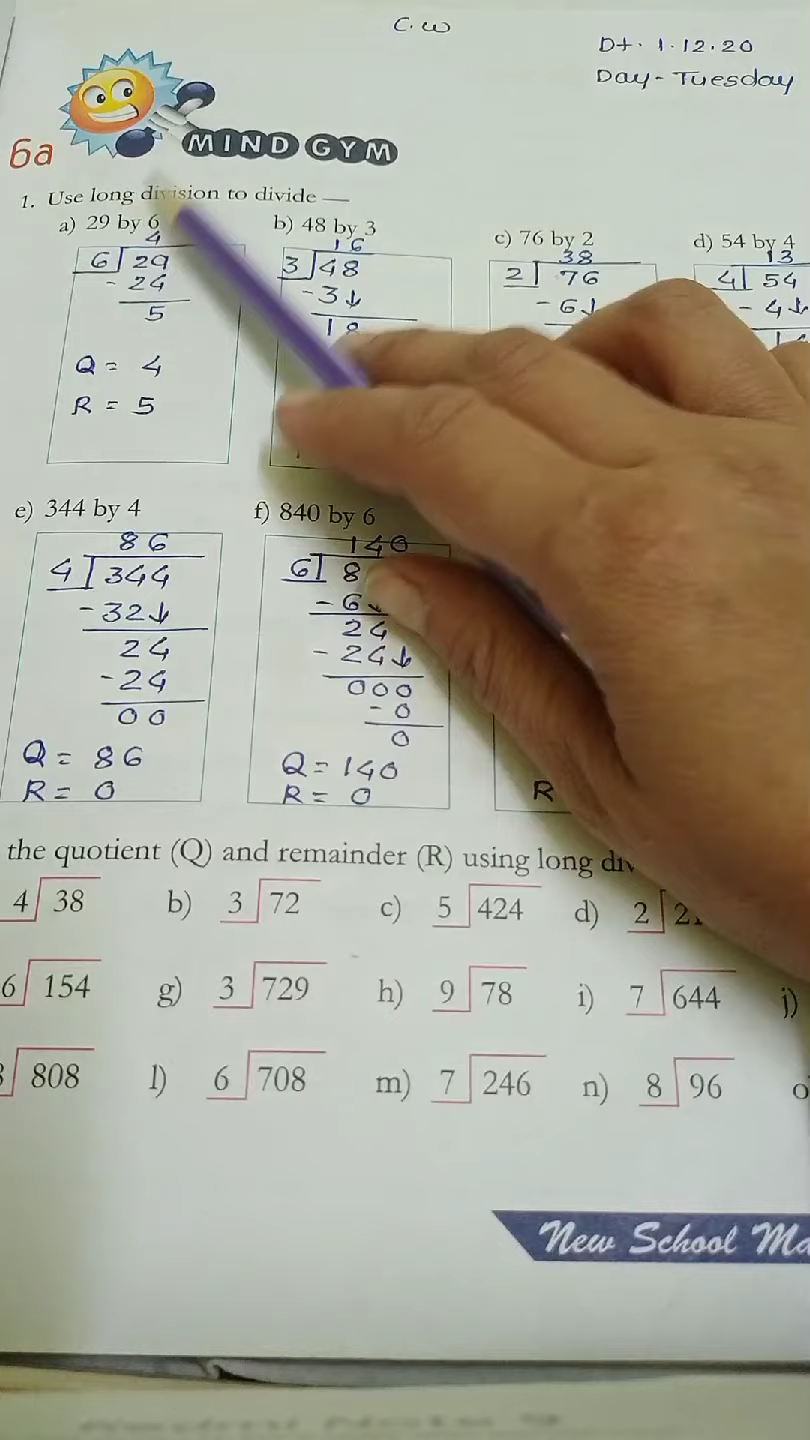 C.W
Dt. 1.12.20
Day - Tuesday
6a
MIND GYM
1. Use long division to divide —
a) 29 by 6
b) 48 by 3
c) 76 by 2
d) 54 by 4
4
16
38
13
6 29
3 48
2 76
4 54
- 24
- 3↓
- 6↓
- 4↓
5
18
Q = 4
R = 5
e) 344 by 4
f) 840 by 6
86
140
4 344
6 8
- 32↓
- 6
24
24
- 24
- 24↓
00
000
- 0
0
Q = 86
Q = 140
R = 0
R = 0
R
the quotient (Q) and remainder (R) using long
4 38 b) 3 72 c) 5 424 d) 2
6 154 g) 3 729 h) 9 78 i) 7 644 j)
808 l) 6 708 m) 7 246 n) 8 96
New School